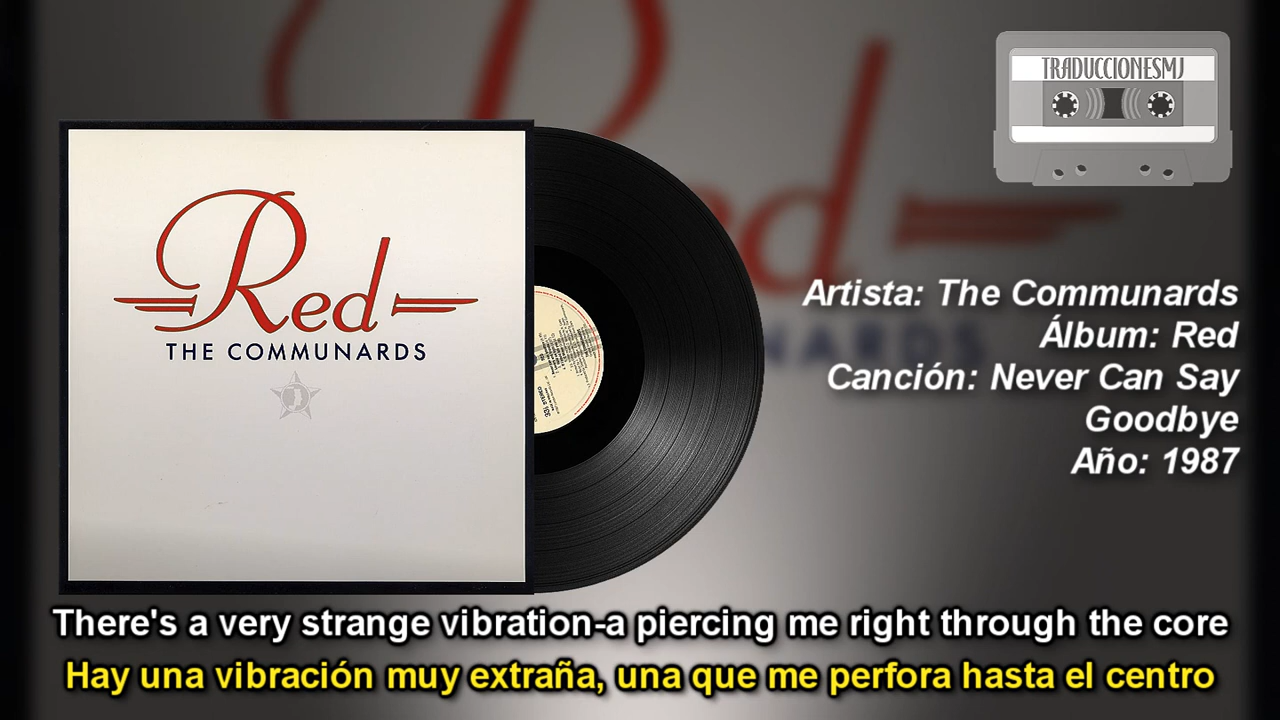 TRADUCCIONESMJ
Red
THE COMMUNARDS
Artista: The Communards
Álbum: Red
Canción: Never Can Say
Goodbye
Año: 1987
There's a very strange vibration-a piercing me right through the core
Hay una vibración muy extraña, una que me perfora hasta el centro